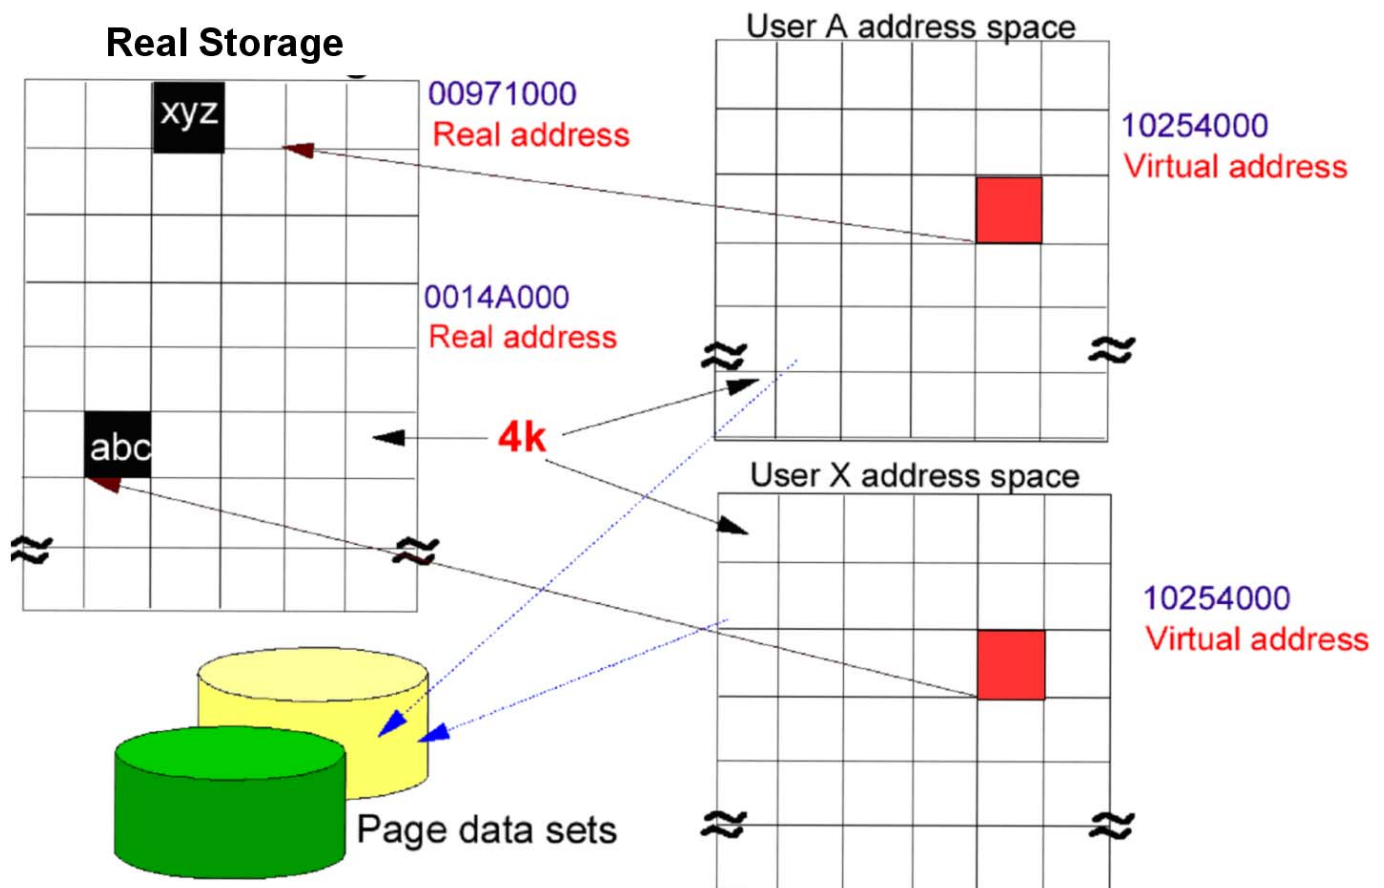 Real Storage
xyz
00971000
Real address
0014A000
Real address
abc
4k
User A address space
10254000
Virtual address
User X address space
10254000
Virtual address
Page data sets